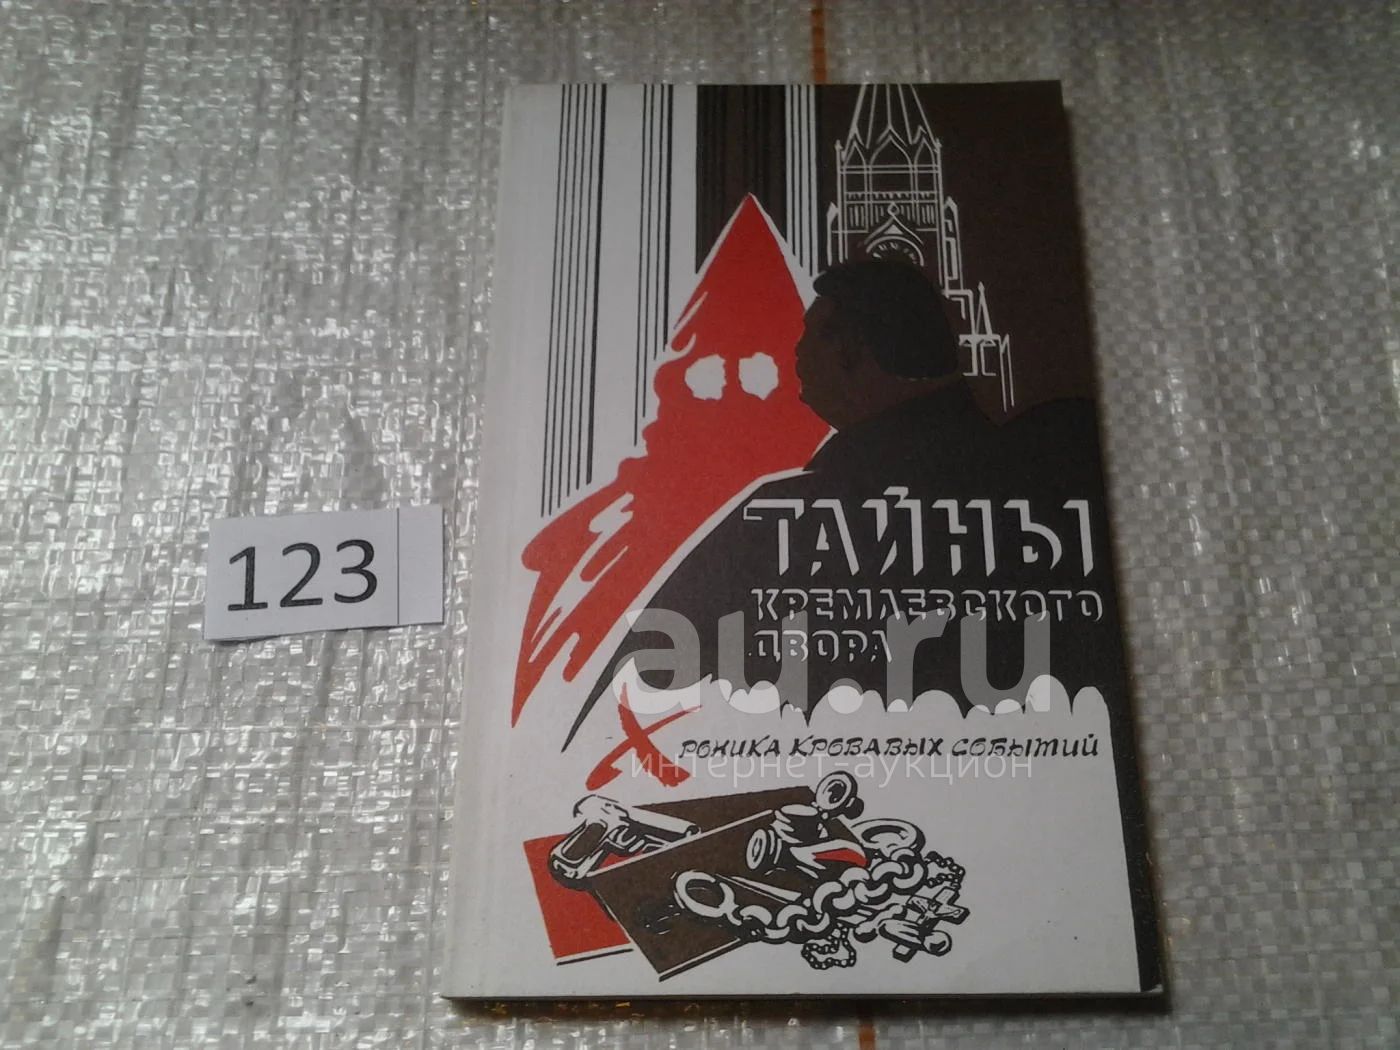 123
ТАЙНЫ
КРЕМЛЕВСКОГО
ДВОРА
au.ru
ХРОНИКА КРОВАВЫХ СОБЫТИЙ
интернет-аукцион